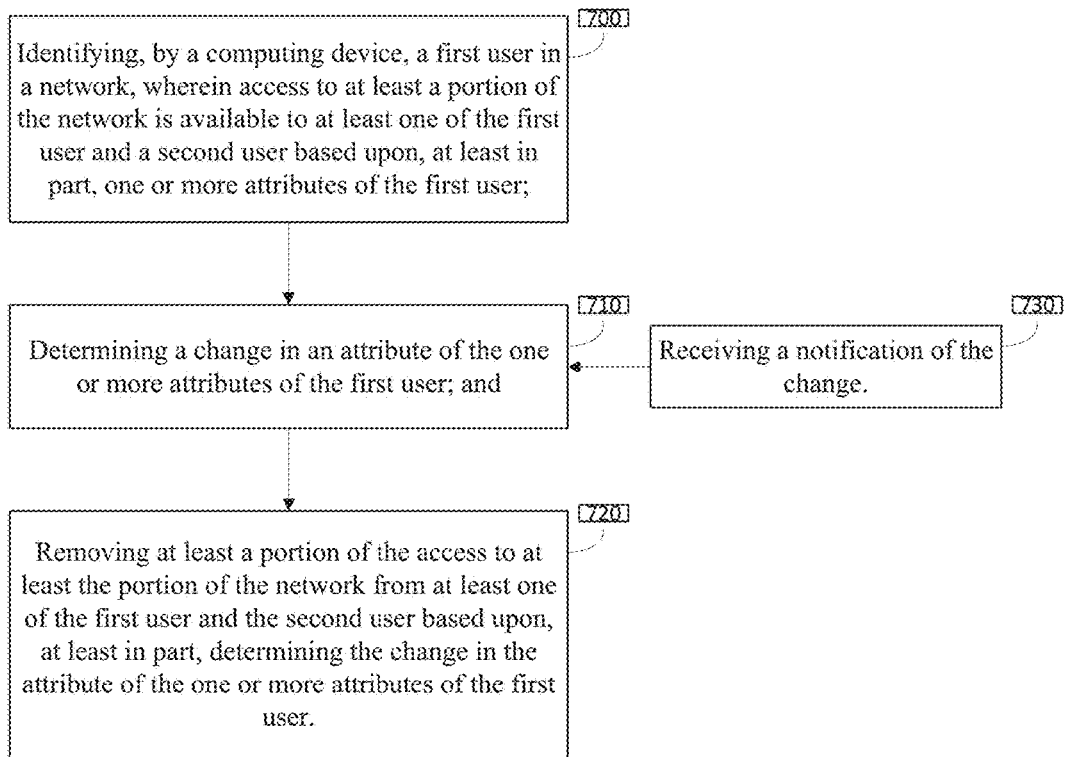 700
Identifying, by a computing device, a first user in
a network, wherein access to at least a portion of
the network is available to at least one of the first
user and a second user based upon, at least in
part, one or more attributes of the first user;
710
730
Determining a change in an attribute of the one
or more attributes of the first user; and
Receiving a notification of the
change.
720
Removing at least a portion of the access to at
least the portion of the network from at least one
of the first user and the second user based upon,
at least in part, determining the change in the
attribute of the one or more attributes of the first
user.